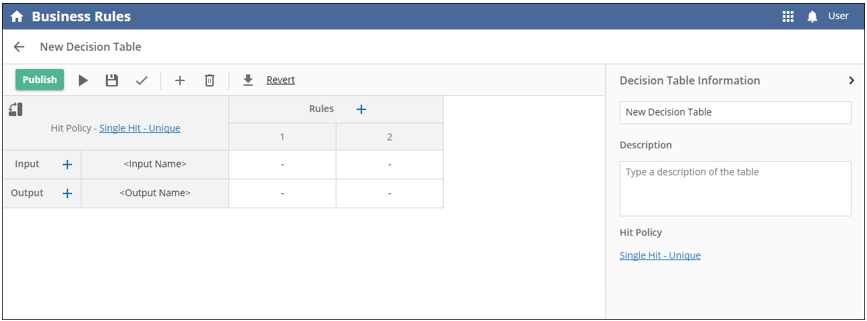 Business Rules User
New Decision Table
Publish Revert
Decision Table Information
Rules
Hit Policy - Single Hit - Unique
1 2
Input <Input Name> - -
Output <Output Name> - -
New Decision Table
Description
Type a description of the table
Hit Policy
Single Hit - Unique